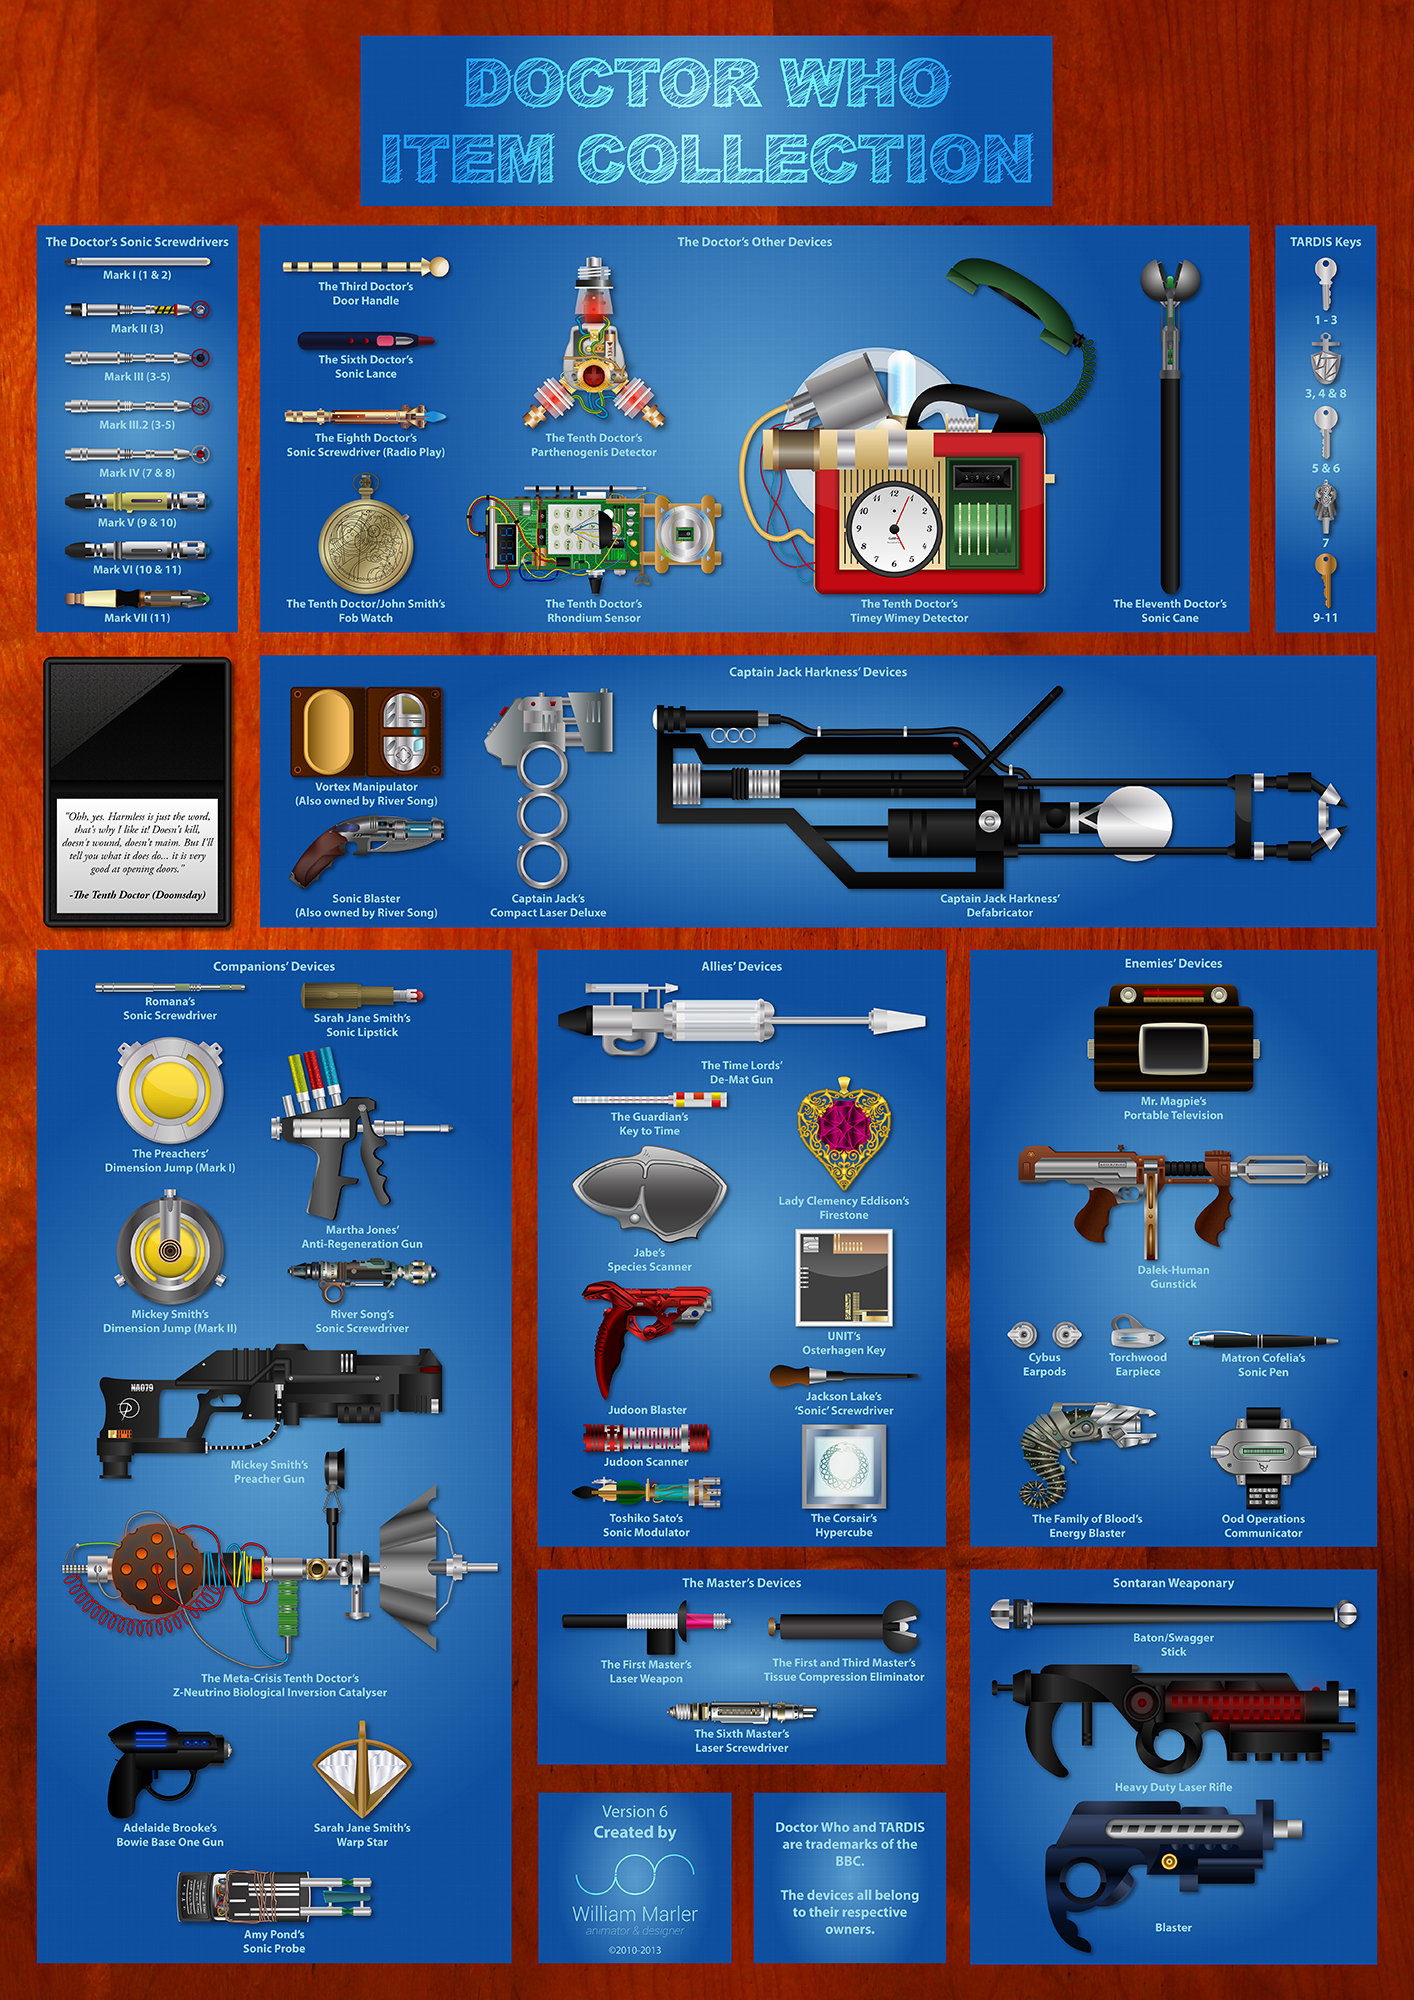 DOCTOR WHO
ITEM COLLECTION
The Doctor's Sonic Screwdrivers
Mark I (1 & 2)
Mark II (3)
Mark III (3-5)
Mark III.2 (3-5)
Mark IV (7 & 8)
Mark V (9 & 10)
Mark VI (10 & 11)
Mark VII (11)
The Doctor's Other Devices
The Third Doctor's
Door Handle
The Sixth Doctor's
Sonic Lance
The Eighth Doctor's
Sonic Screwdriver (Radio Play)
The Tenth Doctor/John Smith's
Fob Watch
The Tenth Doctor's
Parthenogenis Detector
The Tenth Doctor's
Rhondium Sensor
12
1
2
3
4
5
6
7
8
9
10
11
The Tenth Doctor's
Timey Wimey Detector
The Eleventh Doctor's
Sonic Cane
TARDIS Keys
1 - 3
3, 4 & 8
5 & 6
7
9-11
"Ohh, yes. Harmless is just the word,
that's why I like it! Doesn't kill,
doesn't wound, doesn't maim. But I'll
tell you what it does do... it is very
good at opening doors."
-The Tenth Doctor (Doomsday)
Captain Jack Harkness' Devices
Vortex Manipulator
(Also owned by River Song)
Sonic Blaster
(Also owned by River Song)
Captain Jack's
Compact Laser Deluxe
Captain Jack Harkness'
Defabricator
Companions' Devices
Romana's
Sonic Screwdriver
Sarah Jane Smith's
Sonic Lipstick
The Preachers'
Dimension Jump (Mark I)
Martha Jones'
Anti-Regeneration Gun
Mickey Smith's
Dimension Jump (Mark II)
River Song's
Sonic Screwdriver
NA079
Mickey Smith's
Preacher Gun
The Meta-Crisis Tenth Doctor's
Z-Neutrino Biological Inversion Catalyser
Adelaide Brooke's
Bowie Base One Gun
Sarah Jane Smith's
Warp Star
Amy Pond's
Sonic Probe
Allies' Devices
The Time Lords'
De-Mat Gun
The Guardian's
Key to Time
Lady Clemency Eddison's
Firestone
Jabe's
Species Scanner
UNIT's
Osterhagen Key
Judoon Blaster
Jackson Lake's
'Sonic' Screwdriver
Judoon Scanner
Toshiko Sato's
Sonic Modulator
The Corsair's
Hypercube
Enemies' Devices
Mr. Magpie's
Portable Television
Dalek-Human
Gunstick
Cybus
Earpods
Torchwood
Earpiece
Matron Cofelia's
Sonic Pen
The Family of Blood's
Energy Blaster
Ood Operations
Communicator
The Master's Devices
The First Master's
Laser Weapon
The First and Third Master's
Tissue Compression Eliminator
The Sixth Master's
Laser Screwdriver
Sontaran Weaponary
Baton/Swagger
Stick
Heavy Duty Laser Rifle
Blaster
Version 6
Created by
William Marler
animator & designer
©2010-2013
Doctor Who and TARDIS
are trademarks of the
BBC.
The devices all belong
to their respective
owners.